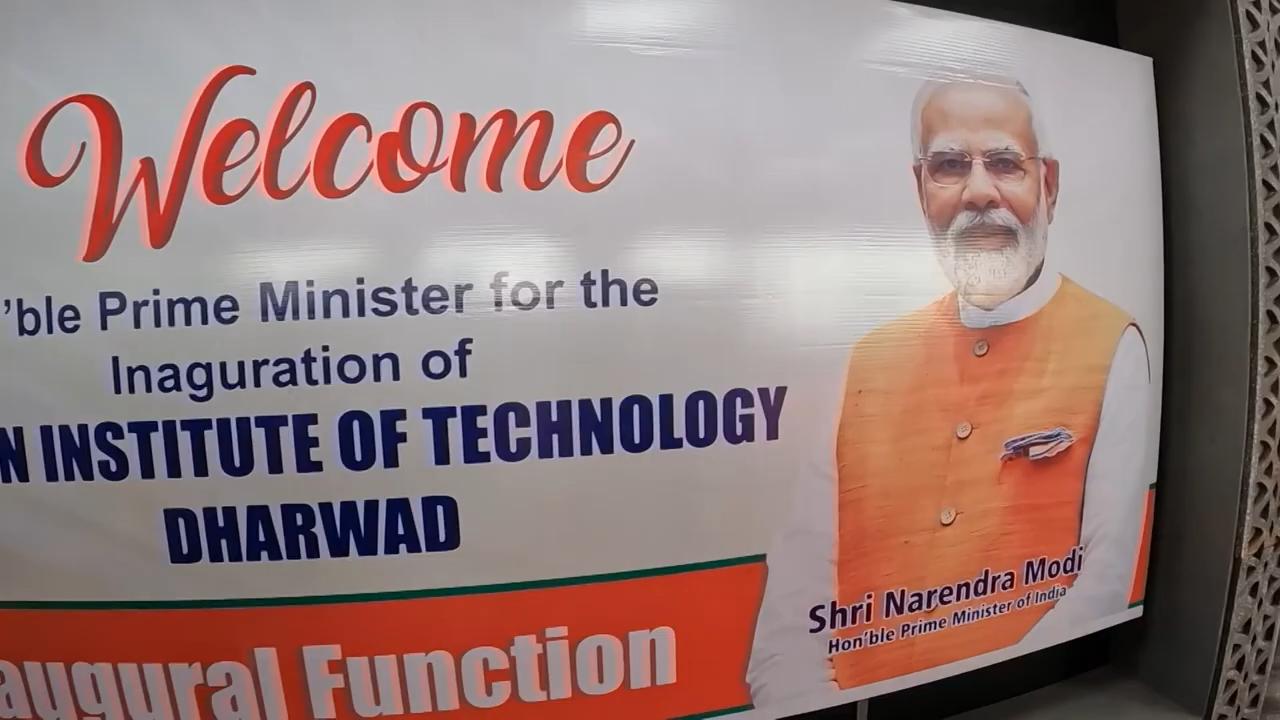 Welcome
'ble Prime Minister for the
Inaguration of
N INSTITUTE OF TECHNOLOGY
DHARWAD
augural Function
Shri Narendra Modi
Hon'ble Prime Minister of India